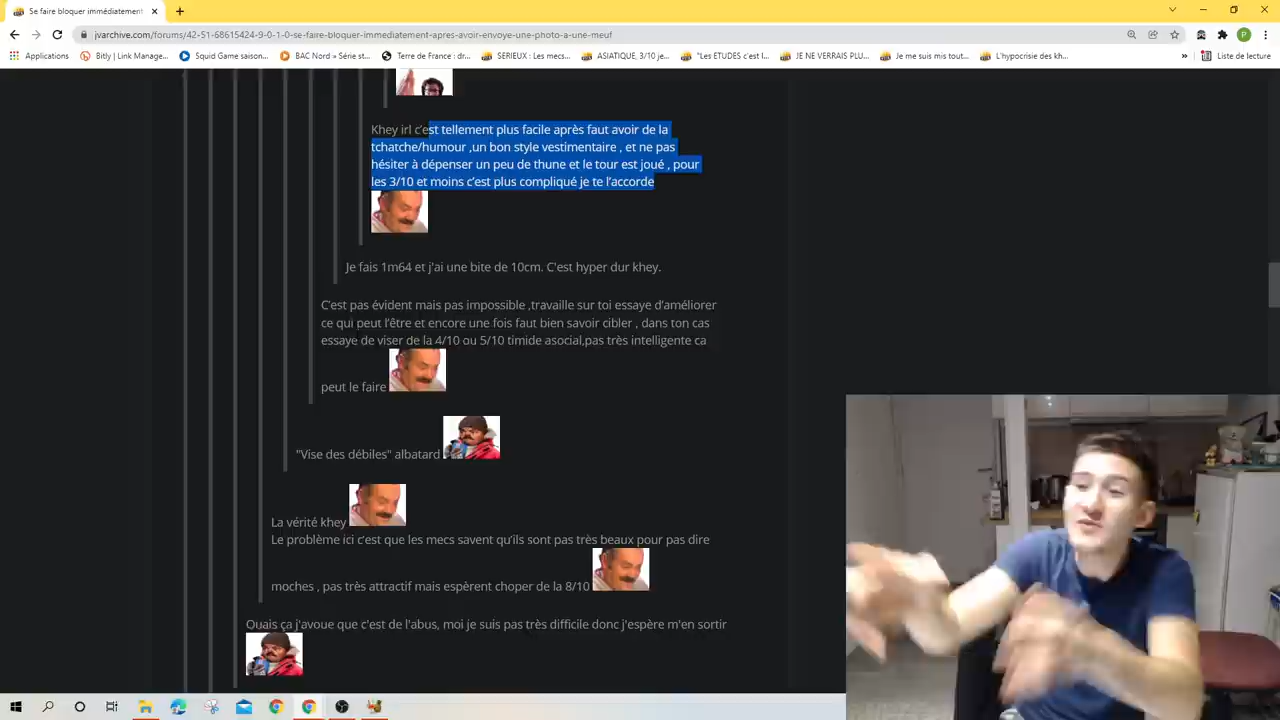 Se faire bloquer immédiatement
jvarchive.com/forums/42-51-68615424-9-0-1-0-se-faire-bloquer-immediatement-apres-avoir-envoye-une-photo-a-une-meuf
P
Applications
Bitly | Link Manage...
Squid Game saison...
BAC Nord » Série st...
Terre de France : dr...
SERIEUX : Les mecs...
ASIATIQUE, 3/10 je...
"Les ETUDES c'est l...
JE NE VERRAIS PLU...
Je me suis mis tout...
L'hypocrisie des kh...
»
Liste de lecture
Khey irl c'est tellement plus facile après faut avoir de la
tchatche/humour ,un bon style vestimentaire , et ne pas
hésiter à dépenser un peu de thune et le tour est joué , pour
les 3/10 et moins c'est plus compliqué je te l'accorde
Je fais 1m64 et j'ai une bite de 10cm. C'est hyper dur khey.
C'est pas évident mais pas impossible ,travaille sur toi essaye d'améliorer
ce qui peut l'être et encore une fois faut bien savoir cibler , dans ton cas
essaye de viser de la 4/10 ou 5/10 timide asocial,pas très intelligente ca
peut le faire
"Vise des débiles" albatard
La vérité khey
Le problème ici c'est que les mecs savent qu'ils sont pas très beaux pour pas dire
moches , pas très attractif mais espèrent choper de la 8/10
Ouais ça j'avoue que c'est de l'abus, moi je suis pas très difficile donc j'espère m'en sortir